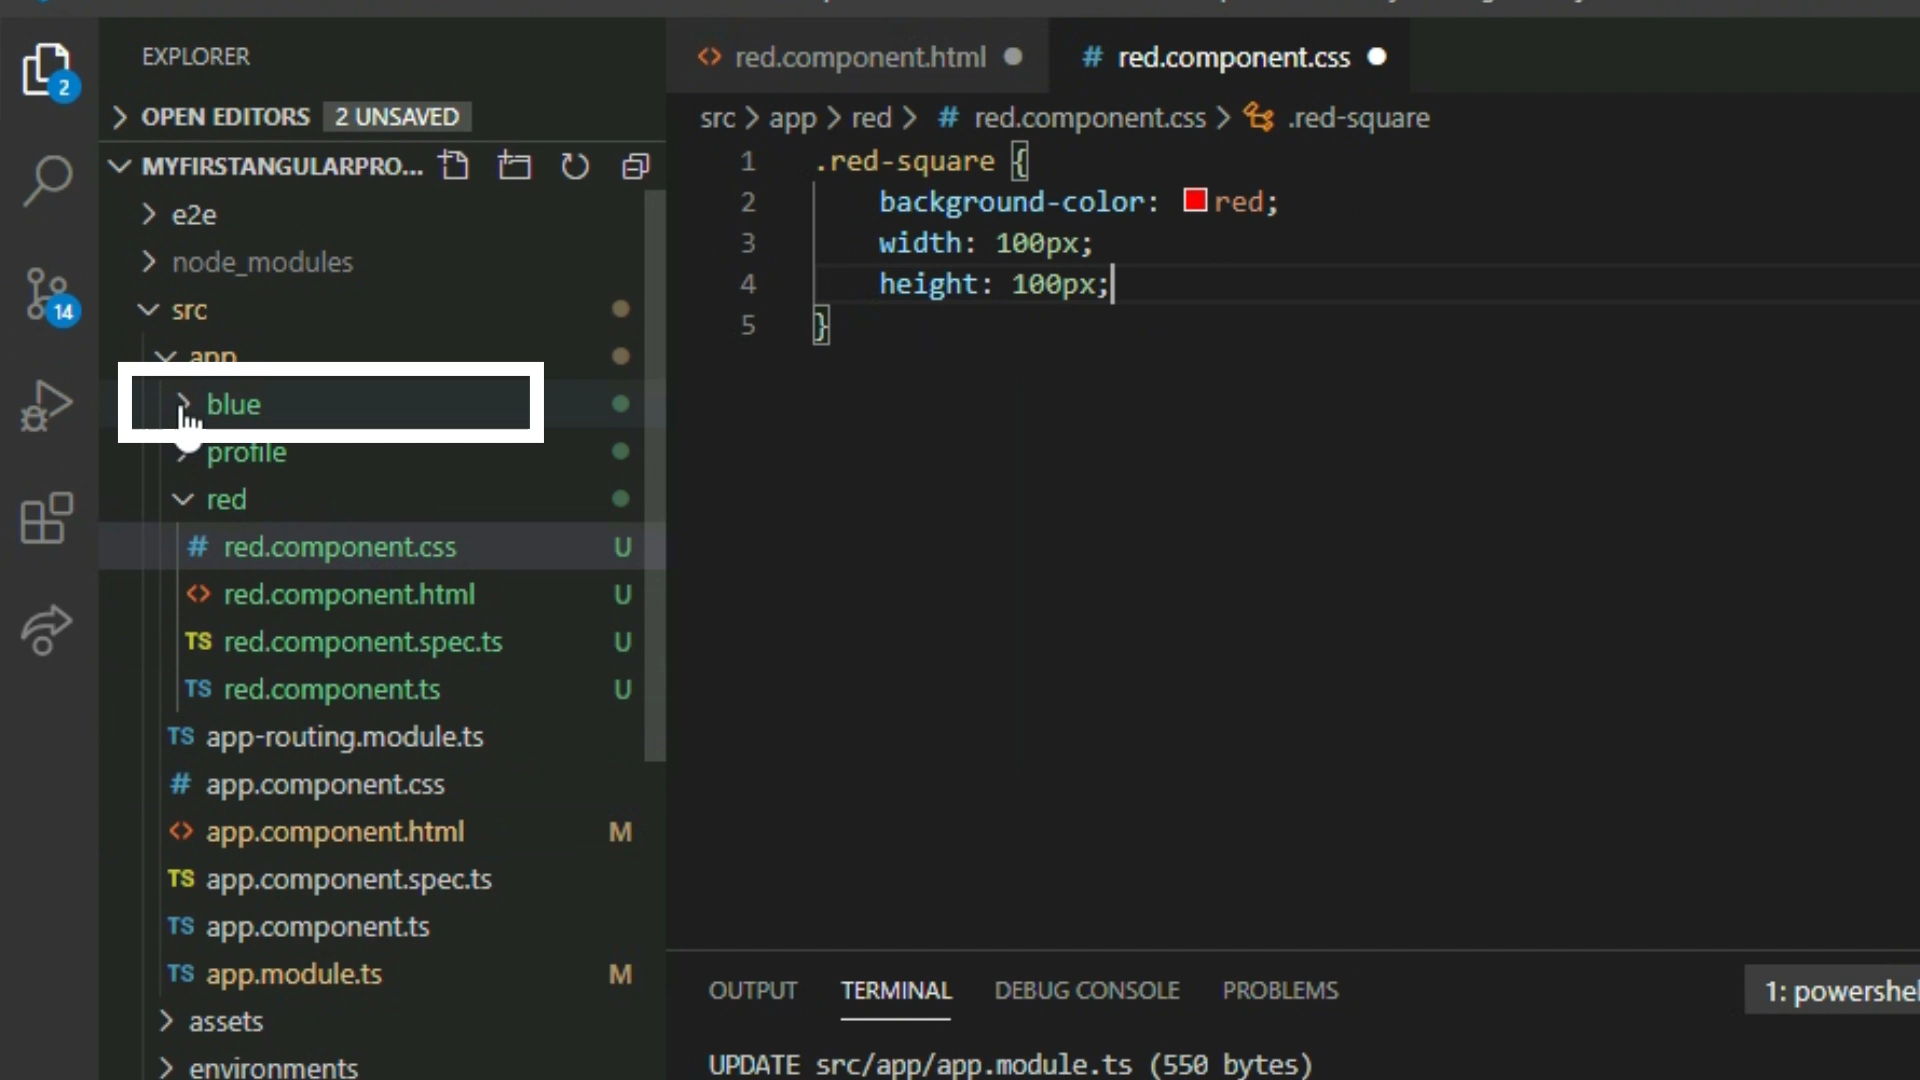 EXPLORER
OPEN EDITORS 2 UNSAVED
MYFIRSTANGULARPRO...
e2e
node_modules
src
app
blue
profile
red
# red.component.css U
<> red.component.html U
TS red.component.spec.ts U
TS red.component.ts U
TS app-routing.module.ts
# app.component.css
<> app.component.html M
TS app.component.spec.ts
TS app.component.ts
TS app.module.ts M
assets
environments
2
14
<> red.component.html # red.component.css
src > app > red > # red.component.css > .red-square
1 .red-square {
2 background-color: red;
3 width: 100px;
4 height: 100px;
5 }
OUTPUT TERMINAL DEBUG CONSOLE PROBLEMS 1: powershel
UPDATE src/app/app.module.ts (550 bytes)